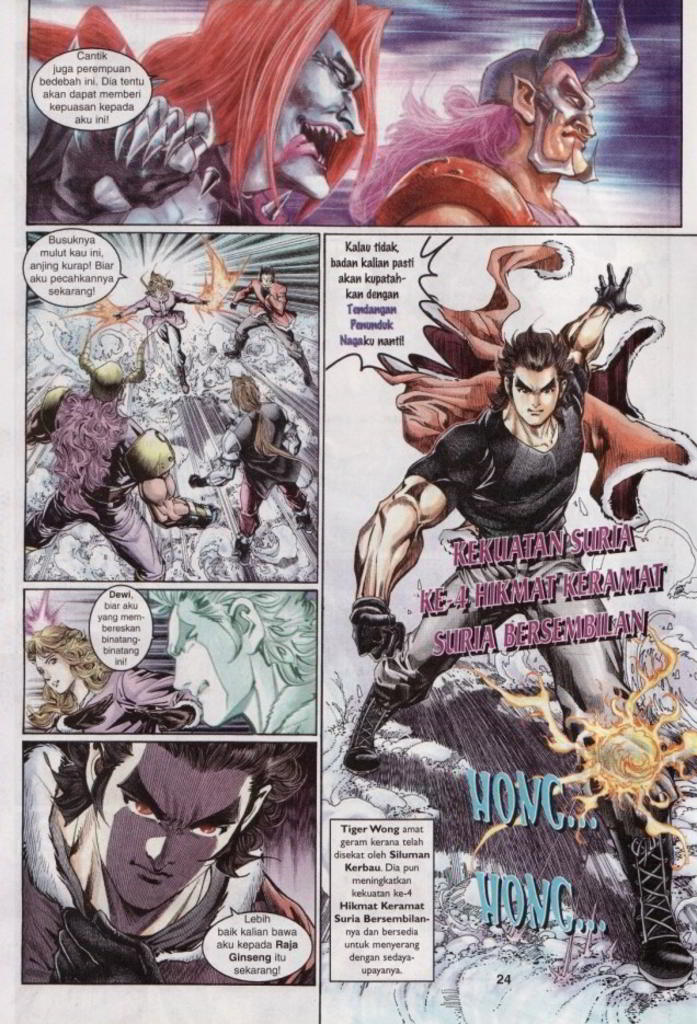 Cantik
juga perempuan
bedebah ini. Dia tentu
akan dapat memberi
kepuasan kepada
aku ini!
Busuknya
mulut kau ini,
anjing kurap! Biar
aku pecahkannya
sekarang!
Kalau tidak,
badan kalian pasti
akan kupatah-
kan dengan
Tendangan
Penunduk
Nagaku nanti!
KEKUATAN SURIA
KE-4 HIKMAT KERAMAT
SURIA BERSEMBILAN
Dewi,
biar aku
yang mem-
bereskan
binatang-
binatang
ini!
Lebih
baik kalian bawa
aku kepada Raja
Ginseng itu
sekarang!
HONG...
HONG...
Tiger Wong amat
geram kerana telah
disekat oleh Siluman
Kerbau. Dia pun
meningkatkan
kekuatan ke-4
Hikmat Keramat
Suria Bersembilan-
nya dan bersedia
untuk menyerang
dengan sedaya-
upayanya.
24